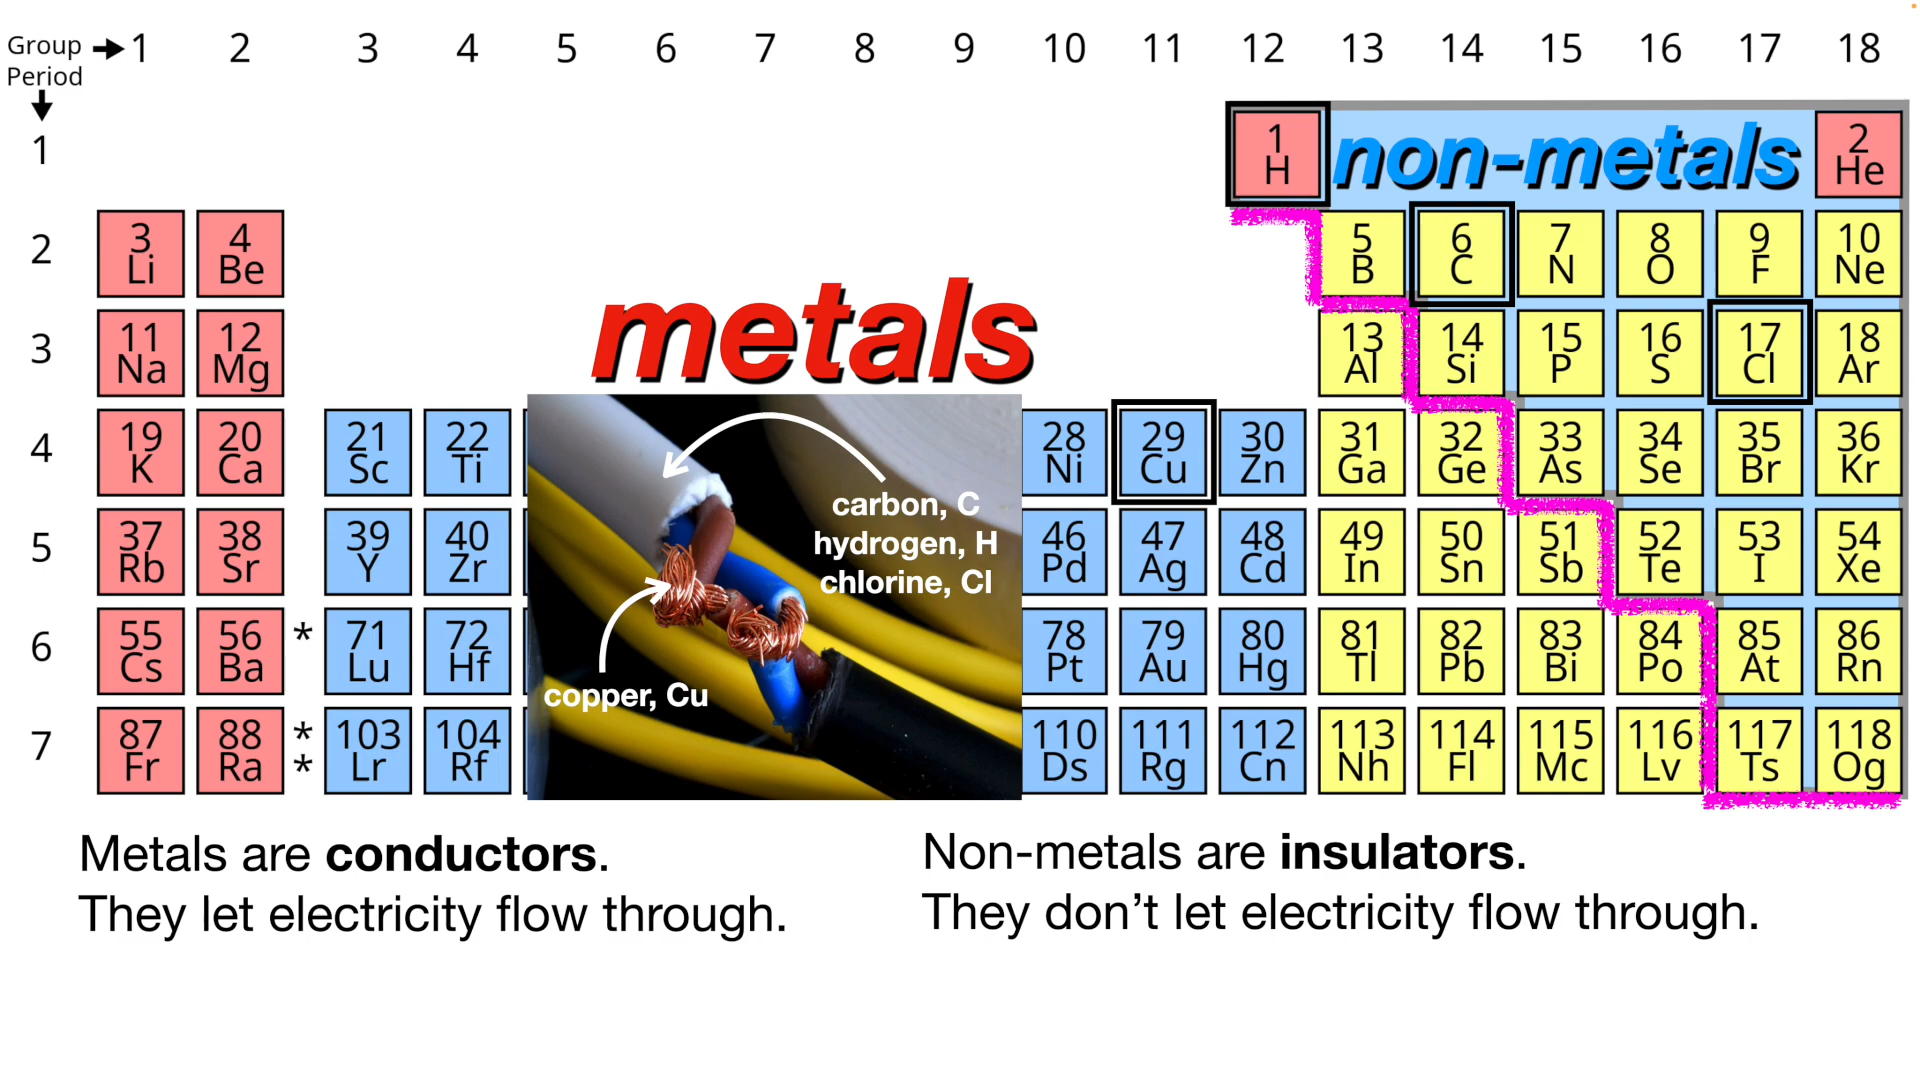 Group → 1 2 3 4 5 6 7 8 9 10 11 12 13 14 15 16 17 18
Period
1
1 H
non-metals
2 He
2
3 Li
4 Be
5 B
6 C
7 N
8 O
9 F
10 Ne
metals
3
11 Na
12 Mg
13 Al
14 Si
15 P
16 S
17 Cl
18 Ar
4
19 K
20 Ca
21 Sc
22 Ti
28 Ni
29 Cu
30 Zn
31 Ga
32 Ge
33 As
34 Se
35 Br
36 Kr
carbon, C
hydrogen, H
chlorine, Cl
5
37 Rb
38 Sr
39 Y
40 Zr
46 Pd
47 Ag
48 Cd
49 In
50 Sn
51 Sb
52 Te
53 I
54 Xe
6
55 Cs
56 Ba
*
71 Lu
72 Hf
78 Pt
79 Au
80 Hg
81 Tl
82 Pb
83 Bi
84 Po
85 At
86 Rn
copper, Cu
7
87 Fr
88 Ra
*
*
103 Lr
104 Rf
110 Ds
111 Rg
112 Cn
113 Nh
114 Fl
115 Mc
116 Lv
117 Ts
118 Og
Metals are conductors.
They let electricity flow through.
Non-metals are insulators.
They don't let electricity flow through.